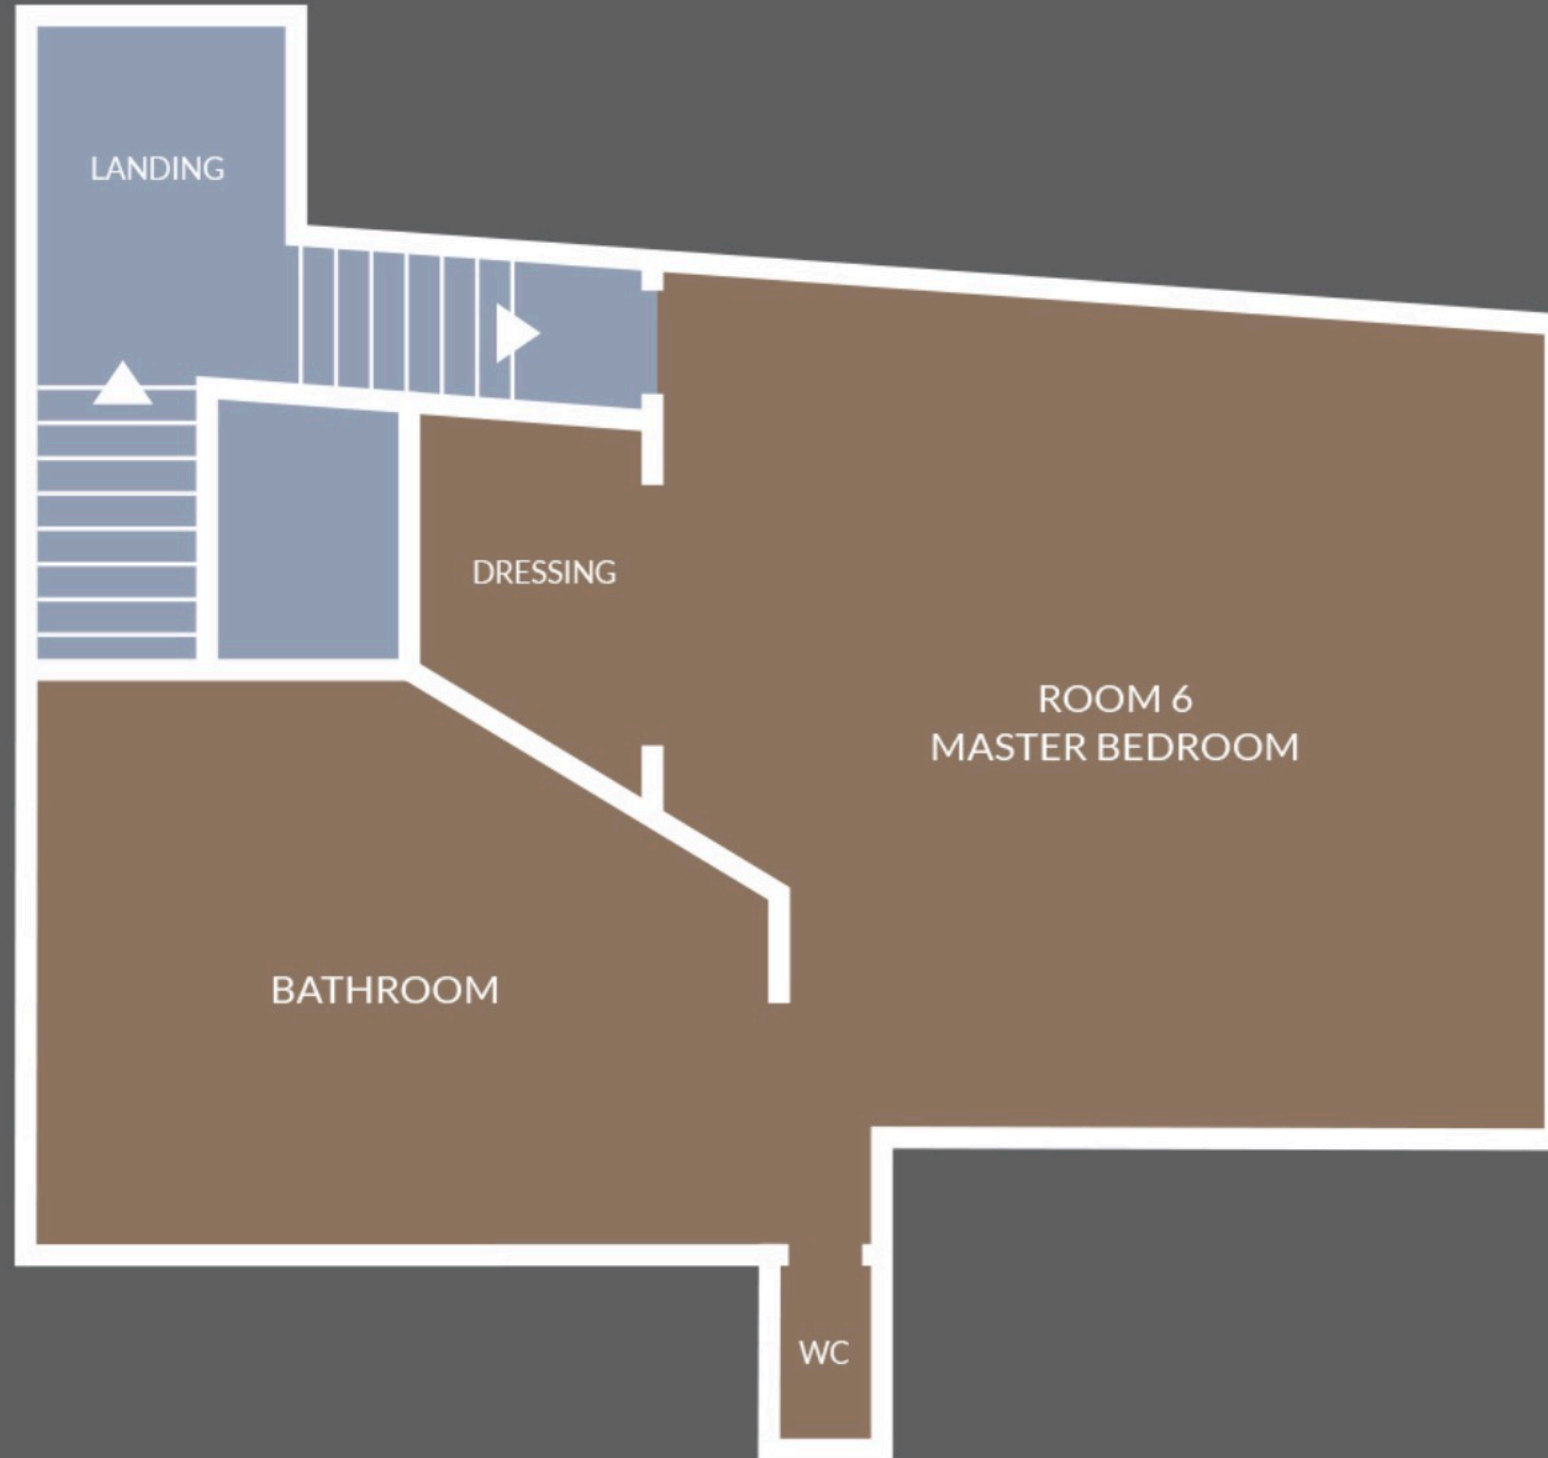 LANDING
DRESSING
ROOM 6
MASTER BEDROOM
BATHROOM
WC